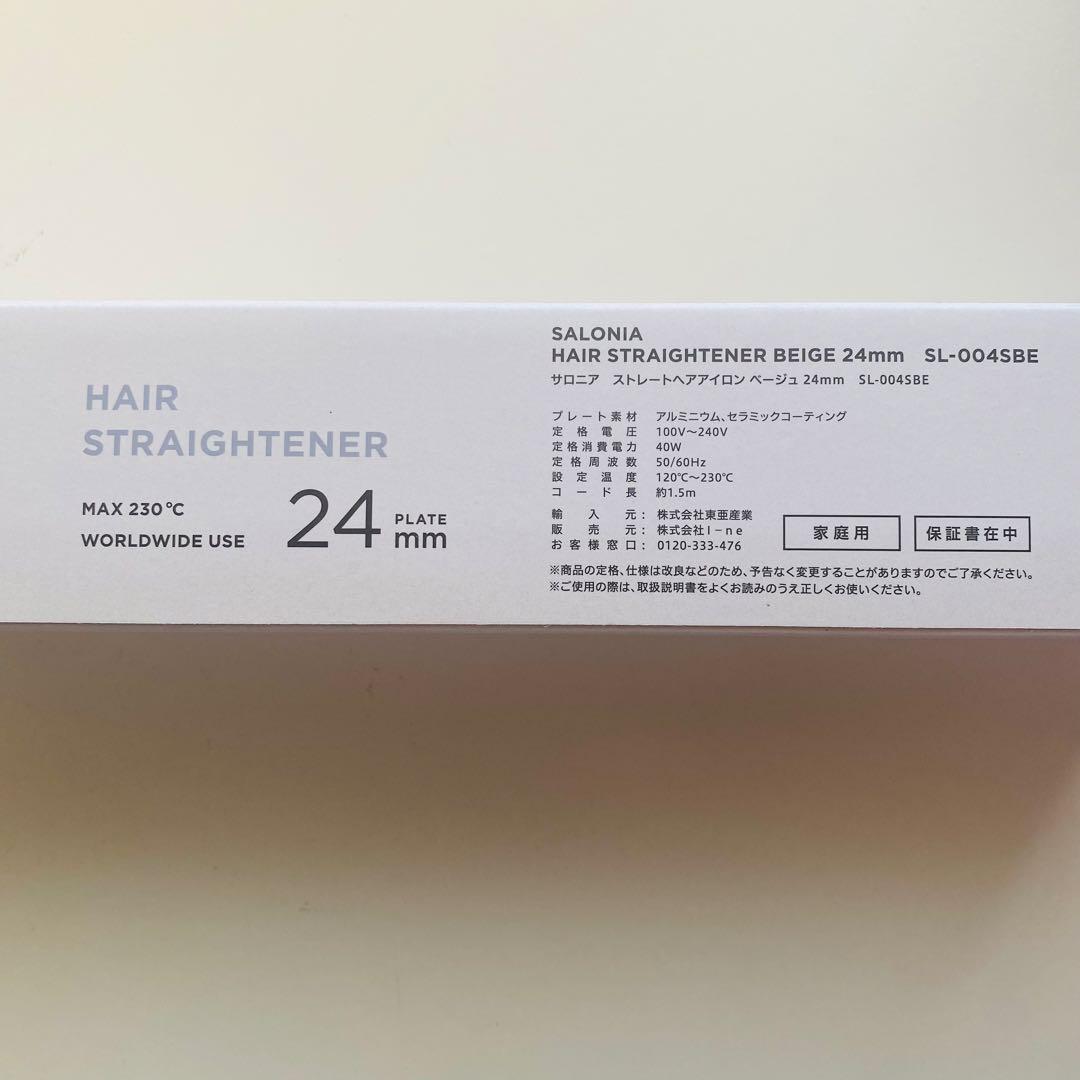 HAIR
STRAIGHTENER
MAX 230℃
WORLDWIDE USE
24 PLATE mm
SALONIA
HAIR STRAIGHTENER BEIGE 24mm SL-004SBE
サロニア ストレートヘアアイロン ベージュ 24mm SL-004SBE
プレート素材 アルミニウム、セラミックコーティング
定格電圧 100V～240V
定格消費電力 40W
定格周波数 50/60Hz
設定温度 120℃～230℃
コード長 約1.5m
輸入元： 株式会社東亜産業
販売元： 株式会社I-ne
お客様窓口： 0120-333-476
家庭用
保証書在中
※商品の定格、仕様は改良などのため、予告なく変更することがありますのでご了承ください。
※ご使用の際は、取扱説明書をよくお読みのうえ正しくお使いください。